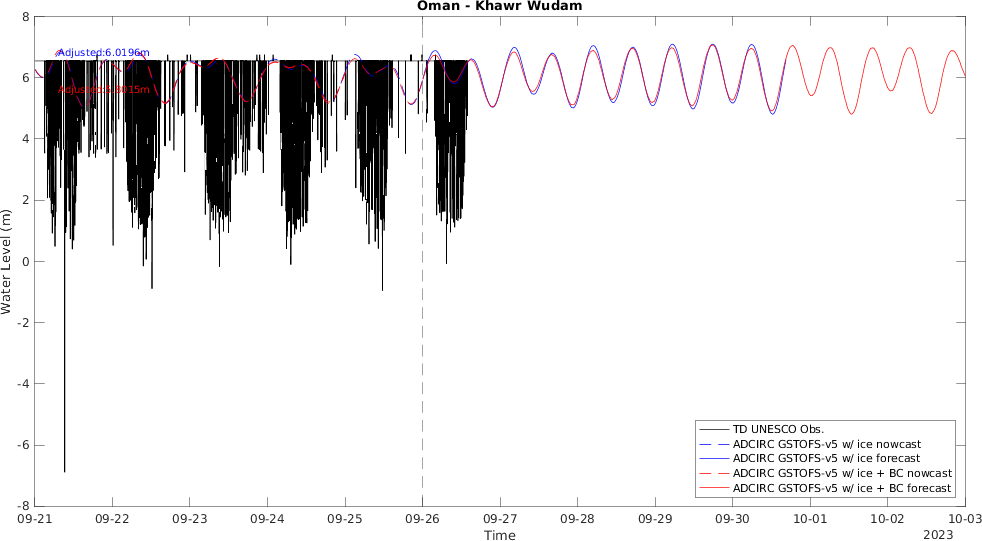 Oman - Khawr Wudam
8
6
4
2
0
-2
-4
-6
-8
Water Level (m)
Adjusted:6.0196m
TD UNESCO Obs.
ADCIRC GSTOFS-v5 w/ ice nowcast
ADCIRC GSTOFS-v5 w/ ice forecast
ADCIRC GSTOFS-v5 w/ ice + BC nowcast
ADCIRC GSTOFS-v5 w/ ice + BC forecast
09-21 09-22 09-23 09-24 09-25 09-26 09-27 09-28 09-29 09-30 10-01 10-02 10-03
Time
2023